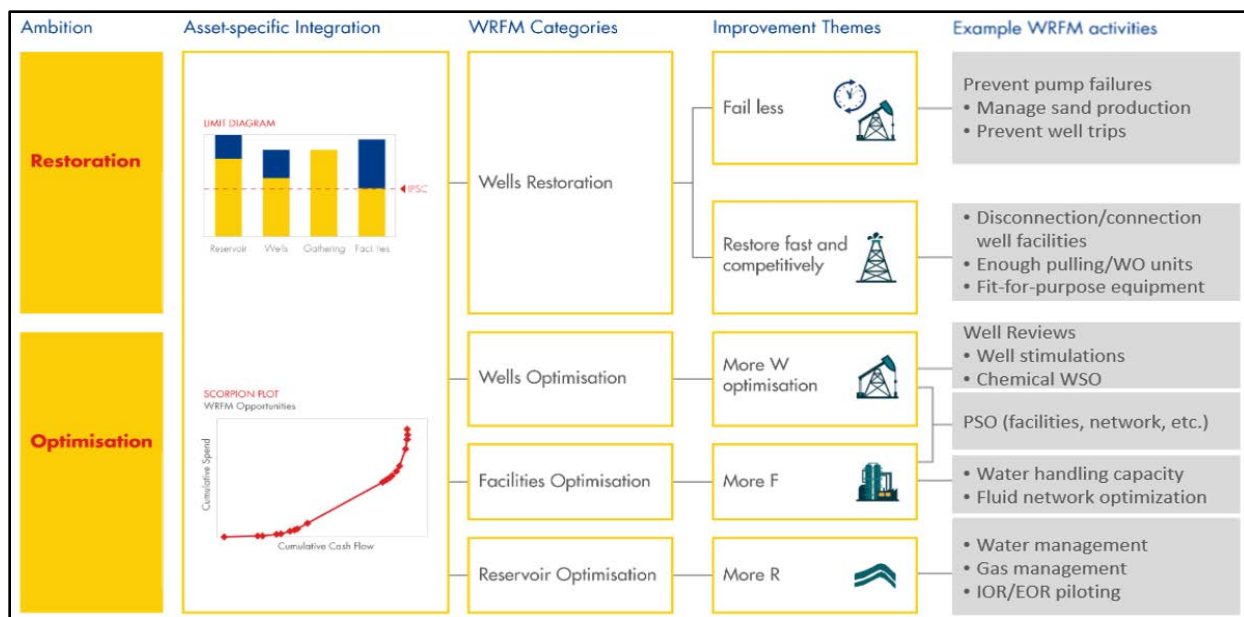 Ambition
Asset-specific Integration
WRFM Categories
Improvement Themes
Example WRFM activities
Restoration
LIMIT DIAGRAM
IPSC
Reservoir
Wells
Gathering
Facilities
Wells Restoration
Fail less
Prevent pump failures
• Manage sand production
• Prevent well trips
Restore fast and
competitively
• Disconnection/connection
well facilities
• Enough pulling/WO units
• Fit-for-purpose equipment
Optimisation
SCORPION PLOT
WRFM Opportunities
Cumulative Spend
Cumulative Cash Flow
Wells Optimisation
More W
optimisation
Well Reviews
• Well stimulations
• Chemical WSO
PSO (facilities, network, etc.)
Facilities Optimisation
More F
• Water handling capacity
• Fluid network optimization
Reservoir Optimisation
More R
• Water management
• Gas management
• IOR/EOR piloting